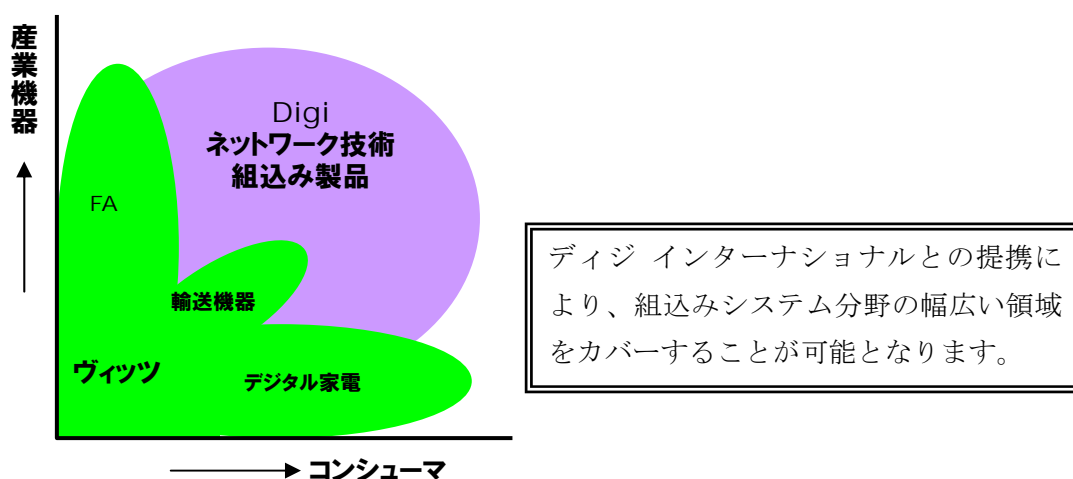 産業機器
Digi
ネットワーク技術
組込み製品
FA
輸送機器
ヴィッツ
デジタル家電
コンシューマ
ディジ インターナショナルとの提携に
より、組込みシステム分野の幅広い領域
をカバーすることが可能となります。